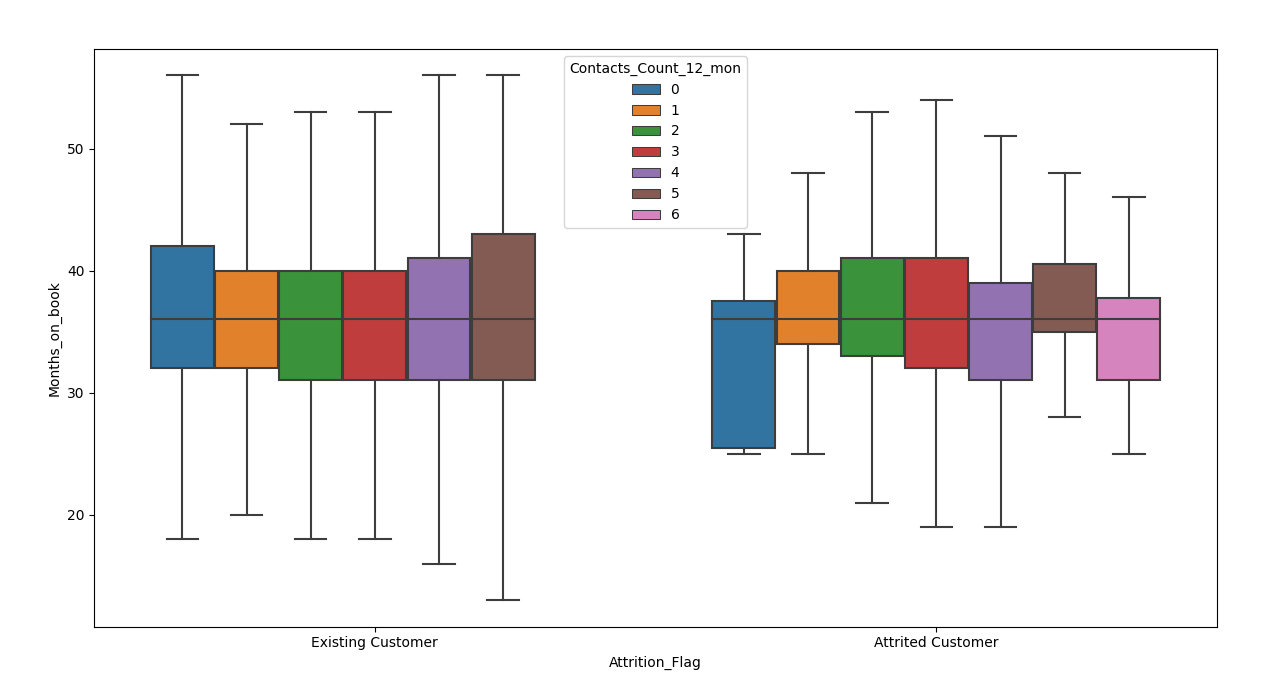 Contacts_Count_12_mon
0
1
2
3
4
5
6
50
40
30
20
Months_on_book
Existing Customer
Attrited Customer
Attrition_Flag